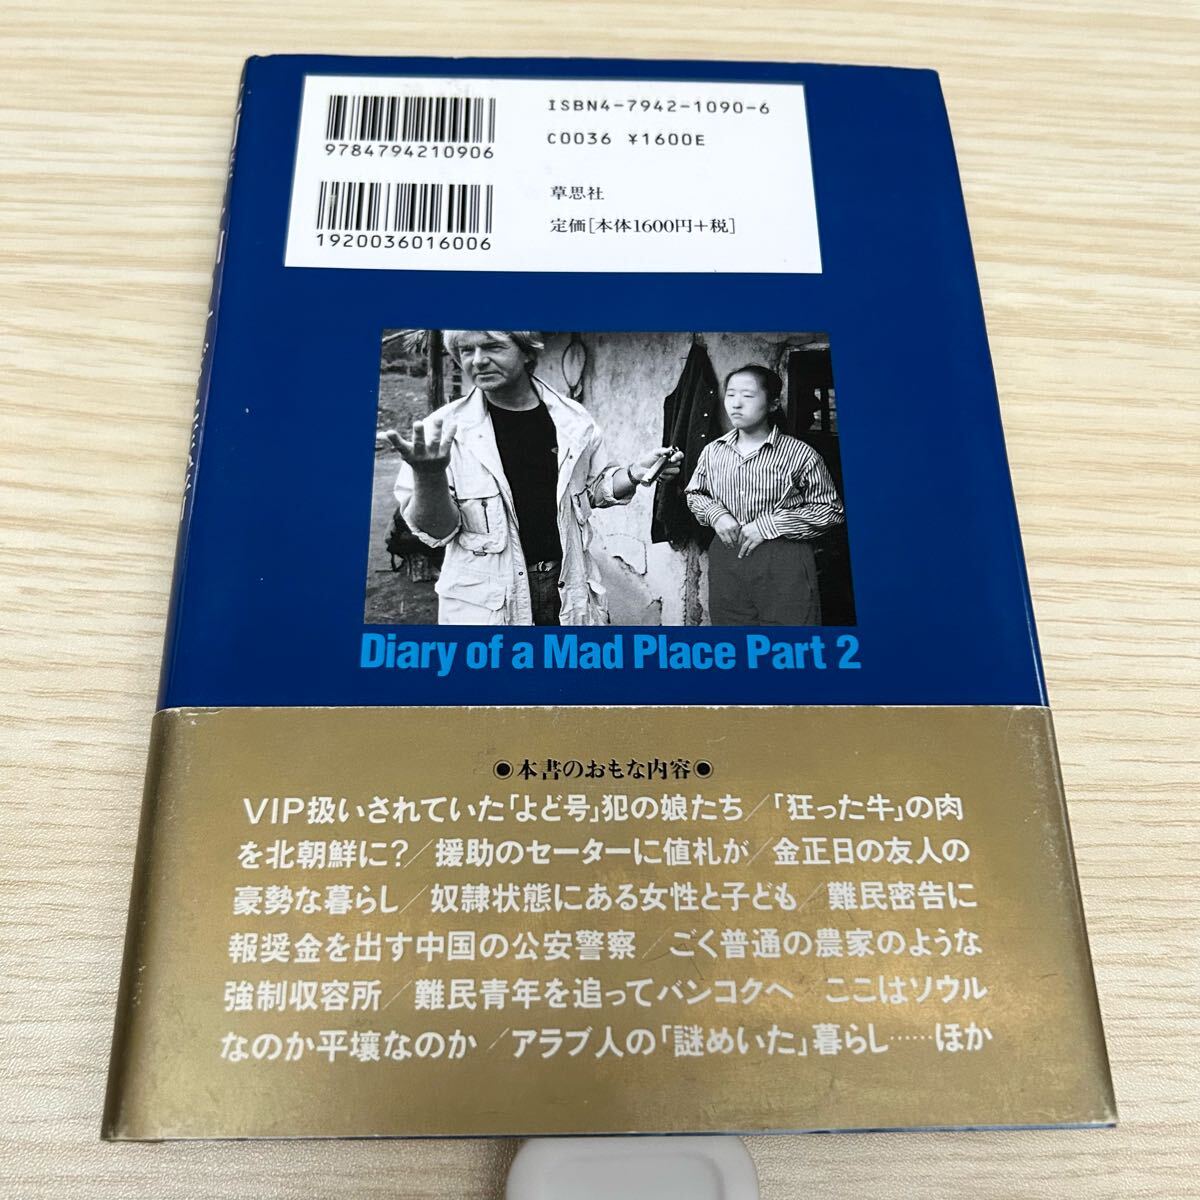 ISBN4-7942-1090-6
C0036 ¥1600E
9784794210906
草思社
定価[本体1600円+税]
1920036016006
Diary of a Mad Place Part 2
◉本書のおもな内容◉
VIP扱いされていた「よど号」犯の娘たち/「狂った牛」の肉
を北朝鮮に?/援助のセーターに値札が/金正日の友人の
豪勢な暮らし/奴隷状態にある女性と子ども/難民密告に
報奨金を出す中国の公安警察/ごく普通の農家のような
強制収容所/難民青年を追ってバンコクへ ここはソウル
なのか平壌なのか/アラブ人の「謎めいた」暮らし……ほか